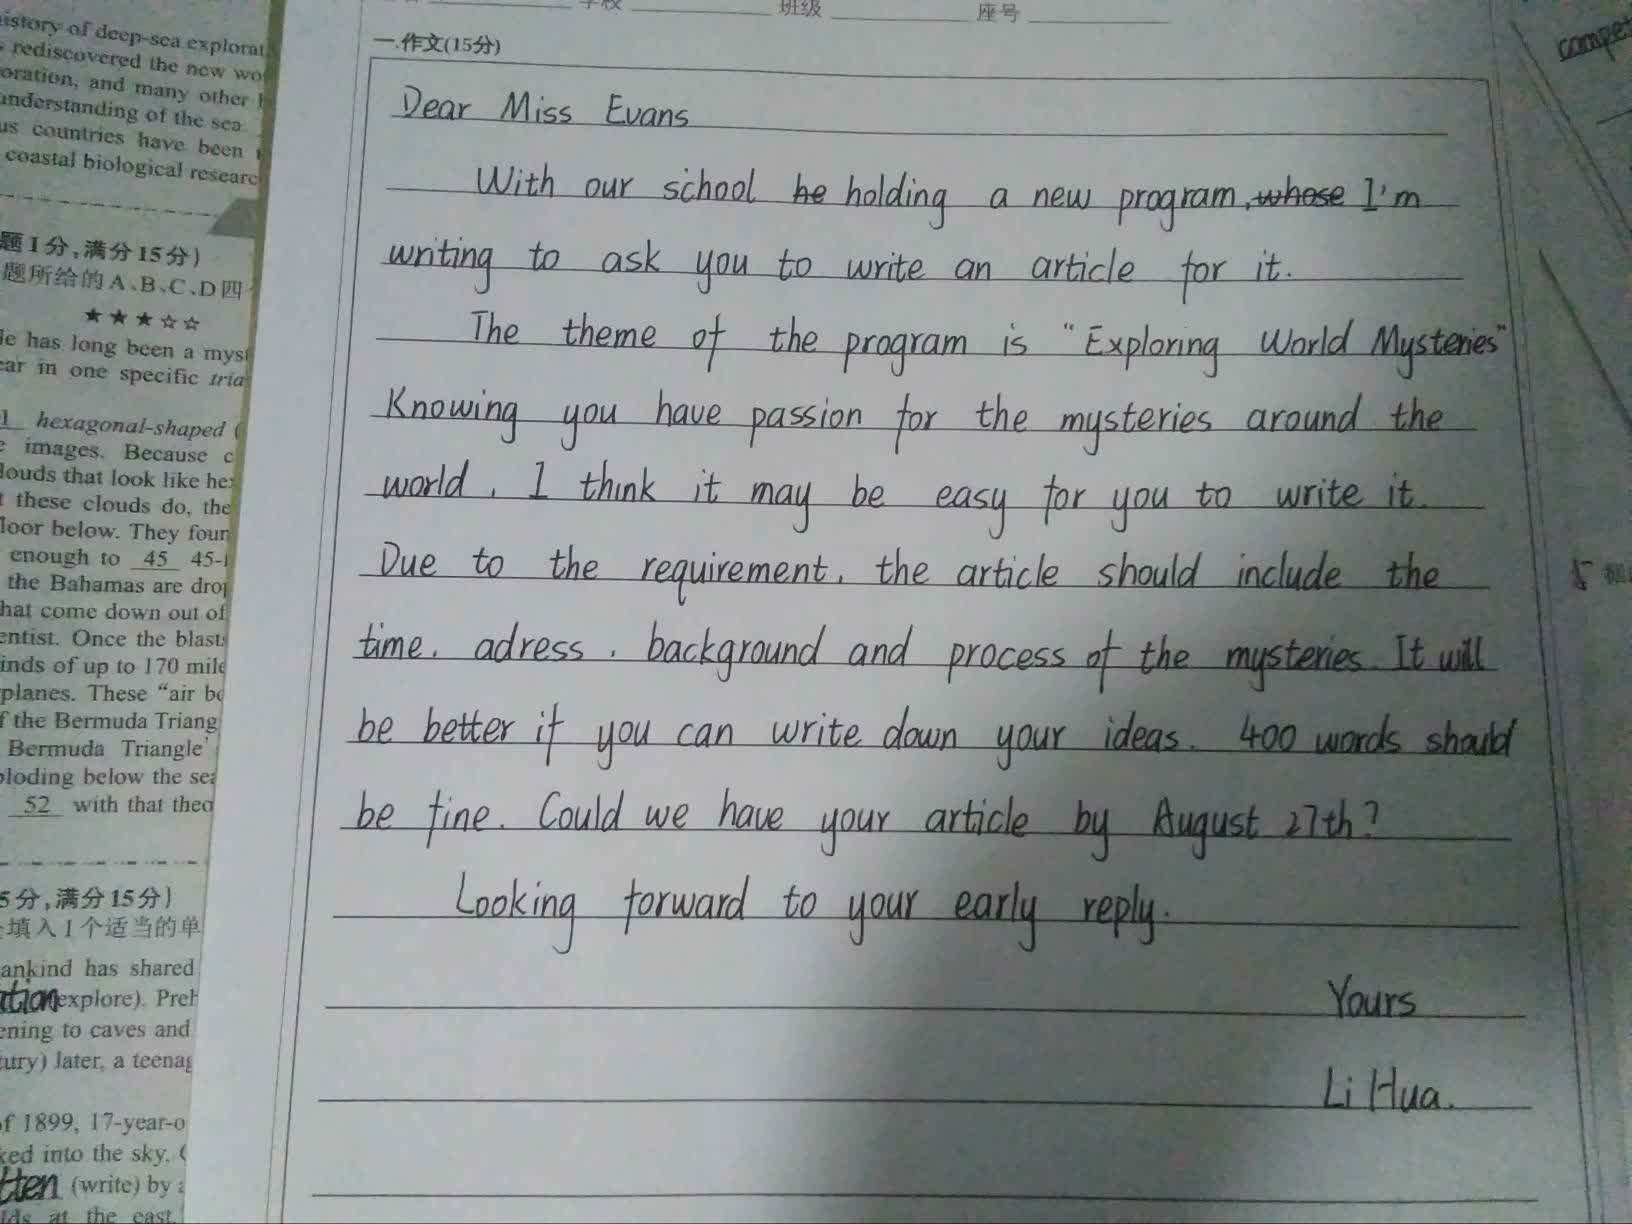 istory of deep-sea explorat
rediscovered the new wo
oration, and many other
understanding of the sea.
us countries have been
coastal biological researc
题1分,满分15分)
题所给的A、B、C、D四
★★★☆☆
le has long been a myst
ear in one specific tria
1 hexagonal-shaped (
e images. Because c
louds that look like hex
t these clouds do, the
loor below. They foun
enough to 45 45-
the Bahamas are drop
hat come down out of
entist. Once the blast
inds of up to 170 mile
planes. These "air bo
f the Bermuda Triang
Bermuda Triangle'
ploding below the sea
52 with that theo
5分,满分15分)
填入1个适当的单
ankind has shared
ation(explore). Preh
ening to caves and
tury) later, a teenag
of 1899, 17-year-o
ked into the sky.
tten (write) by a
lds at the east.
学校 班级 座号
一.作文(15分)
Dear Miss Evans
With our school he holding a new program, whose I'm
writing to ask you to write an article for it.
The theme of the program is "Exploring World Mysteries"
Knowing you have passion for the mysteries around the
world, I think it may be easy for you to write it.
Due to the requirement, the article should include the
time, adress, background and process of the mysteries. It will
be better if you can write down your ideas. 400 words should
be fine. Could we have your article by August 27th?
Looking forward to your early reply.
Yours
Li Hua.
compet